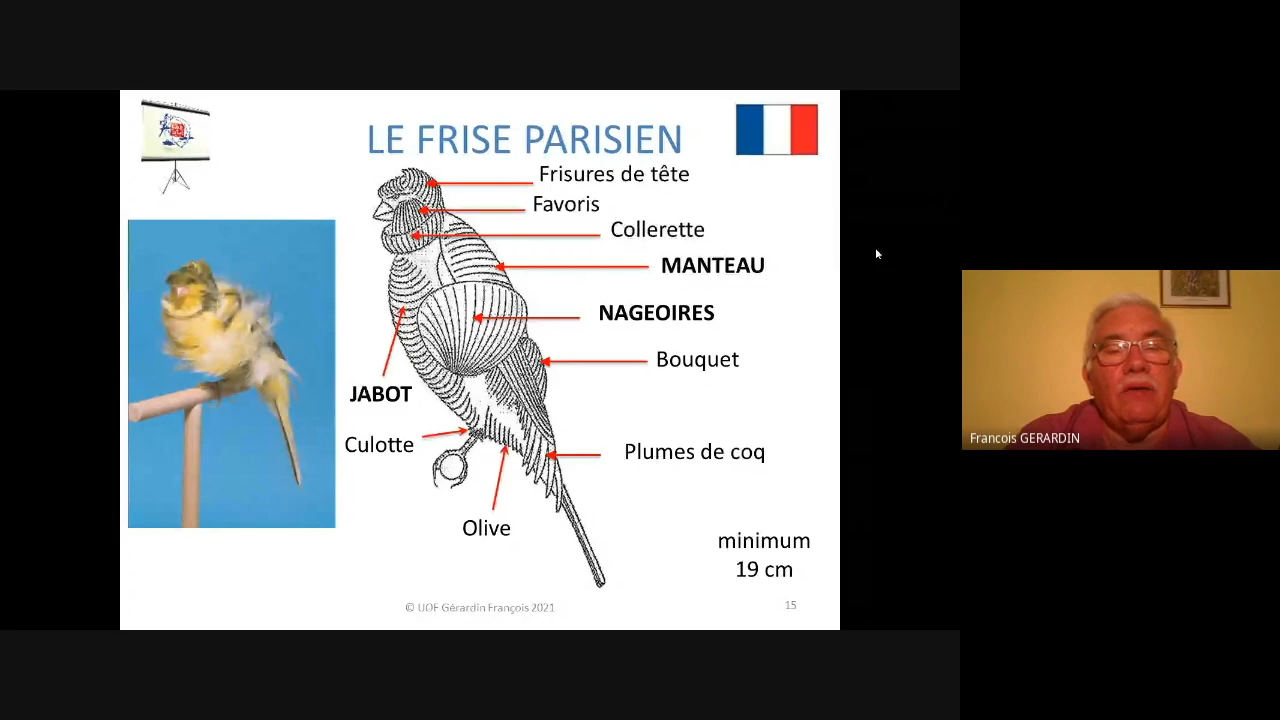 LE FRISE PARISIEN
Frisures de tête
Favoris
Collerette
MANTEAU
NAGEOIRES
Bouquet
JABOT
Culotte
Plumes de coq
Olive
minimum
19 cm
© UOF Gérardin François 2021
15
Francois GERARDIN